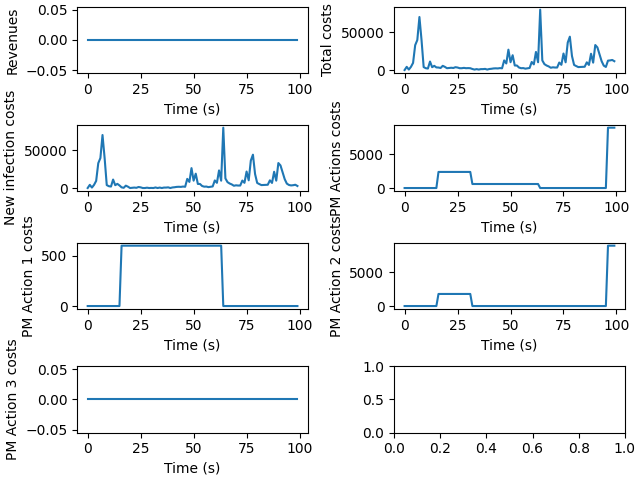 Revenues
0.05
0.00
−0.05
0 25 50 75 100
Time (s)
Total costs
50000
0
0 25 50 75 100
Time (s)
New infection costs
50000
0
0 25 50 75 100
Time (s)
PM Actions costs
5000
0
0 25 50 75 100
Time (s)
PM Action 1 costs
500
0
0 25 50 75 100
Time (s)
PM Action 2 costs
5000
0
0 25 50 75 100
Time (s)
PM Action 3 costs
0.05
0.00
−0.05
0 25 50 75 100
Time (s)
1.0
0.5
0.0
0.0 0.2 0.4 0.6 0.8 1.0